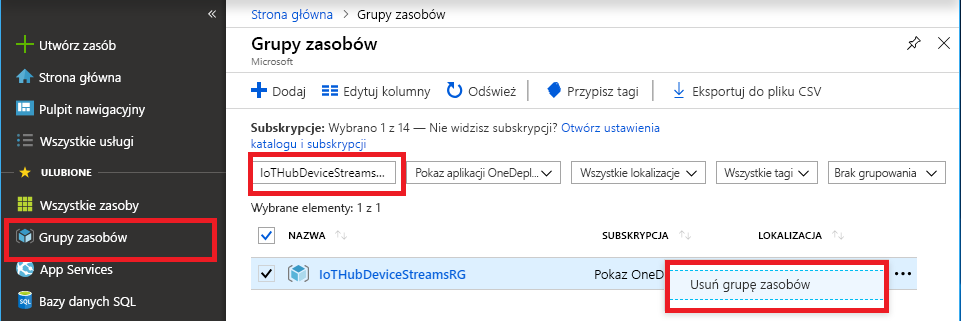 «
Utwórz zasób
Strona główna
Pulpit nawigacyjny
Wszystkie usługi
ULUBIONE
Wszystkie zasoby
Grupy zasobów
App Services
Bazy danych SQL
SQL
Strona główna > Grupy zasobów
Grupy zasobów
Microsoft
Dodaj Edytuj kolumny Odśwież Przypisz tagi Eksportuj do pliku CSV
Subskrypcje: Wybrano 1 z 14 — Nie widzisz subskrypcji? Otwórz ustawienia
katalogu i subskrypcji
IoTHubDeviceStreams... Pokaz aplikacji OneDepl... Wszystkie lokalizacje Wszystkie tagi Brak grupowania
Wybrane elementy: 1 z 1
NAZWA SUBSKRYPCJA LOKALIZACJA
IoTHubDeviceStreamsRG Pokaz OneD
Usuń grupę zasobów